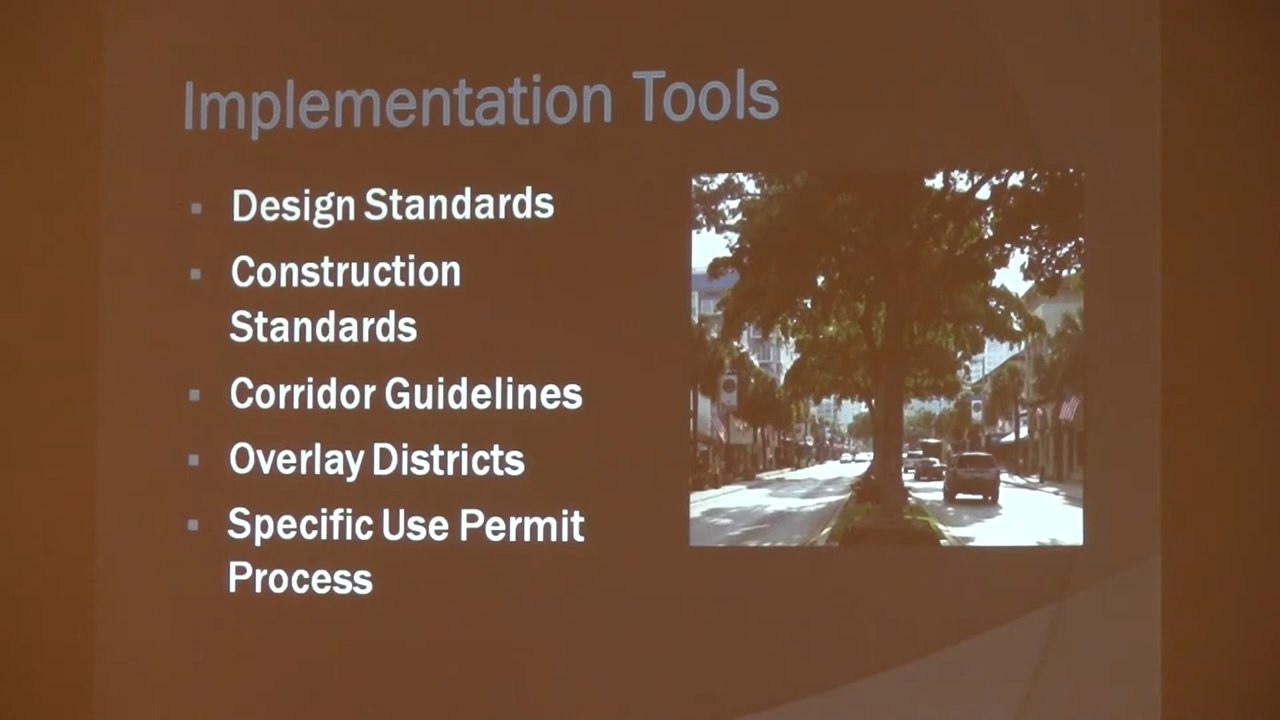 Implementation Tools
Design Standards
Construction
Standards
Corridor Guidelines
Overlay Districts
Specific Use Permit
Process